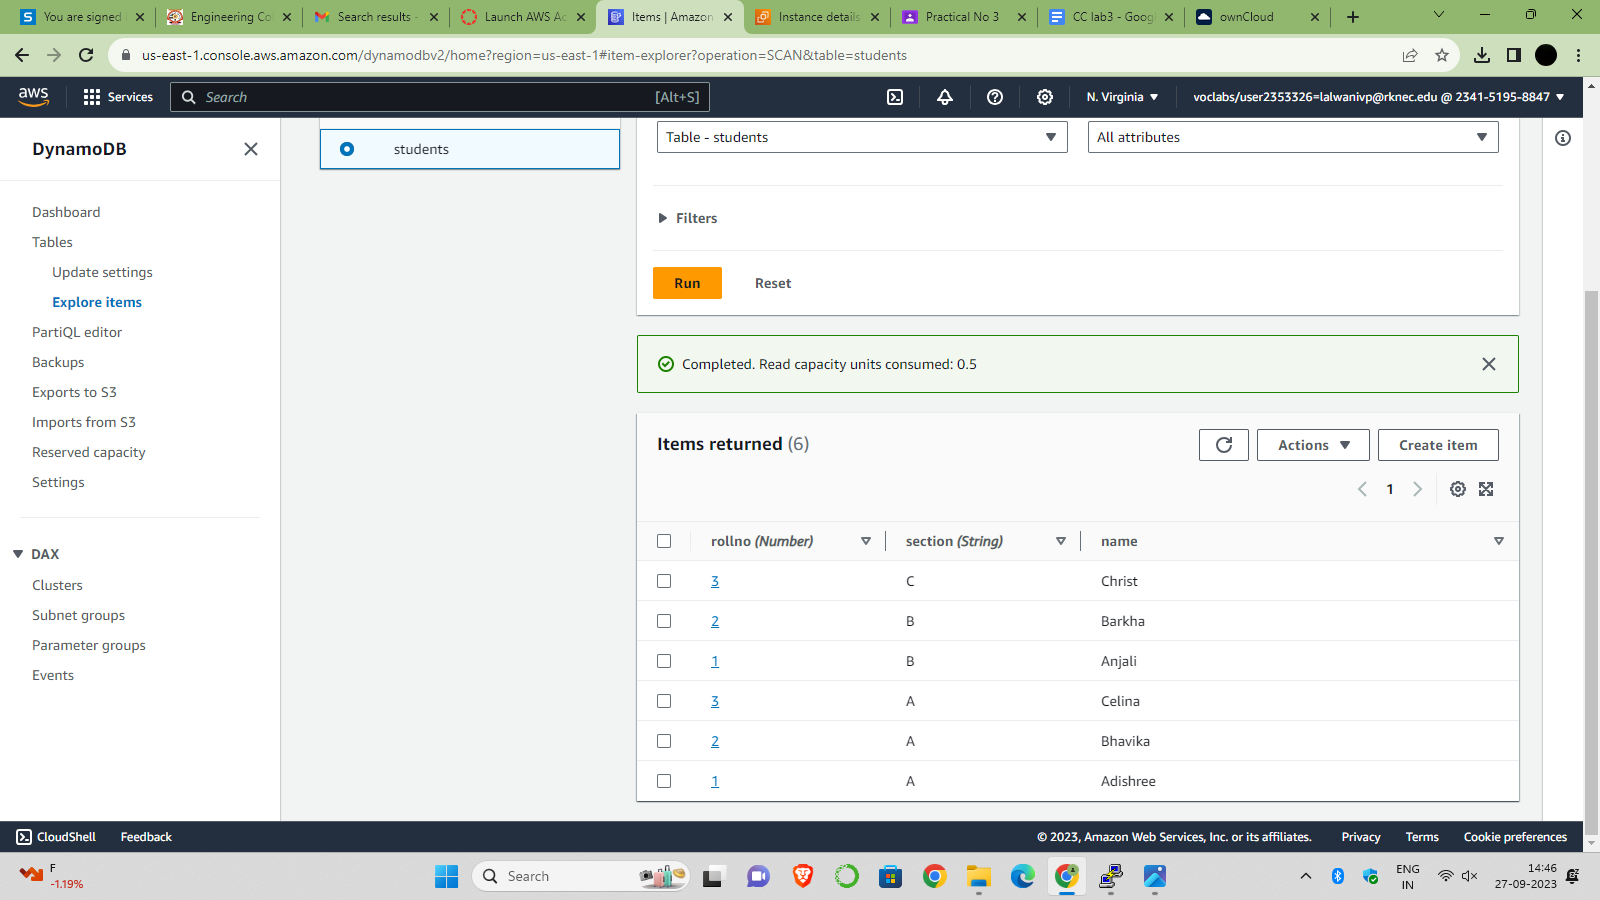 You are signed
Engineering Co
Search results -
Launch AWS Ac
Items | Amazon
Instance details
Practical No 3
CC lab3 - Goog
ownCloud
us-east-1.console.aws.amazon.com/dynamodbv2/home?region=us-east-1#item-explorer?operation=SCAN&table=students
aws
Services
Search
[Alt+S]
N. Virginia
voclabs/user2353326=lalwanivp@rknec.edu @ 2341-5195-8847
DynamoDB
Dashboard
Tables
Update settings
Explore items
PartiQL editor
Backups
Exports to S3
Imports from S3
Reserved capacity
Settings
DAX
Clusters
Subnet groups
Parameter groups
Events
students
Table - students
All attributes
Filters
Run
Reset
Completed. Read capacity units consumed: 0.5
Items returned (6)
Actions
Create item
1
rollno (Number) section (String) name
3 C Christ
2 B Barkha
1 B Anjali
3 A Celina
2 A Bhavika
1 A Adishree
CloudShell
Feedback
© 2023, Amazon Web Services, Inc. or its affiliates.
Privacy
Terms
Cookie preferences
F
-1.19%
Search
ENG
IN
14:46
27-09-2023